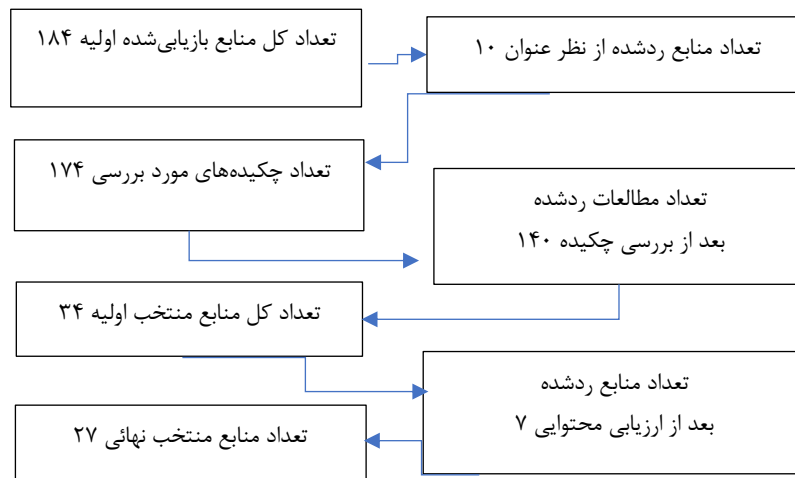 تعداد کل منابع بازیابی‌شده اولیه ۱۸۴
تعداد منابع ردشده از نظر عنوان ۱۰
تعداد چکیده‌های مورد بررسی ۱۷۴
تعداد مطالعات ردشده
بعد از بررسی چکیده ۱۴۰
تعداد کل منابع منتخب اولیه ۳۴
تعداد منابع ردشده
بعد از ارزیابی محتوایی ۷
تعداد منابع منتخب نهائی ۲۷